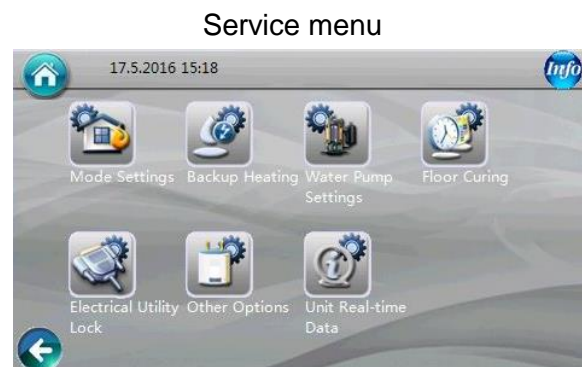 Service menu
17.5.2016 15:18
Info
Mode Settings
Backup Heating
Water Pump
Settings
Floor Curing
Electrical Utility
Lock
Other Options
Unit Real-time
Data